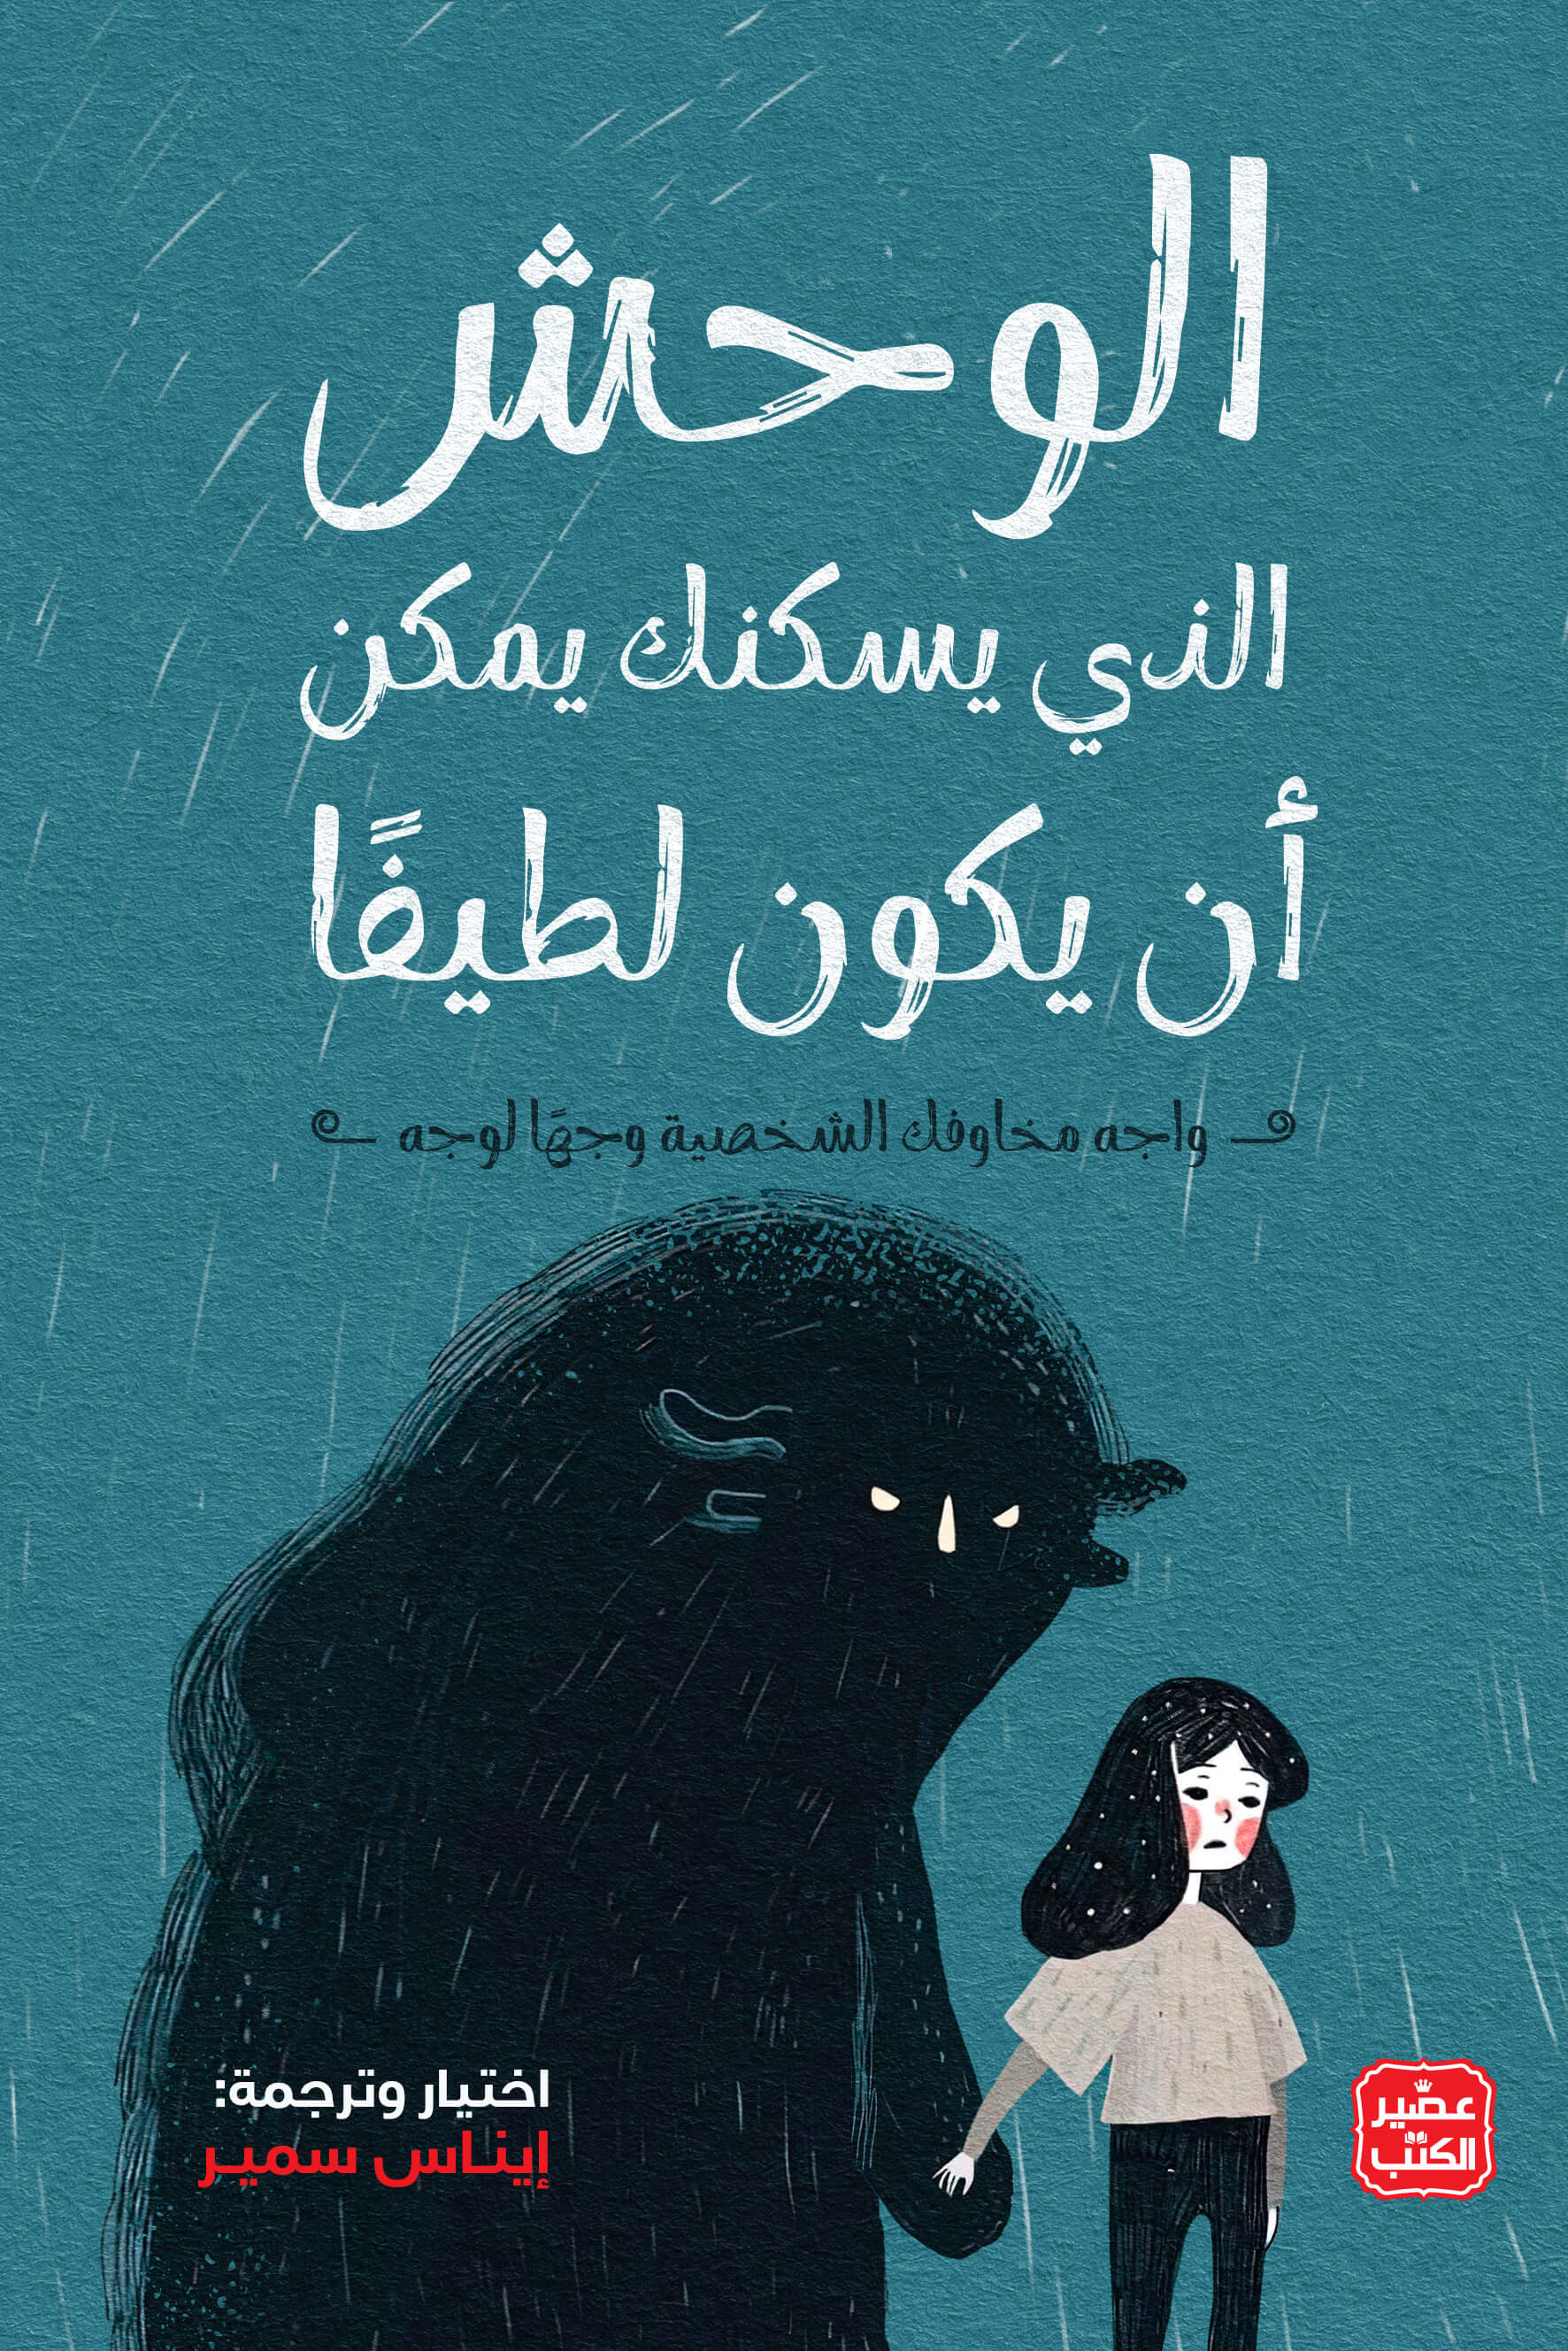 الوحش
الذي يسكنك يمكن
أن يكون لطيفًا
واجه مخاوفك الشخصية وجهًا لوجه
اختيار وترجمة:
إيناس سمير
عصير
الكتب